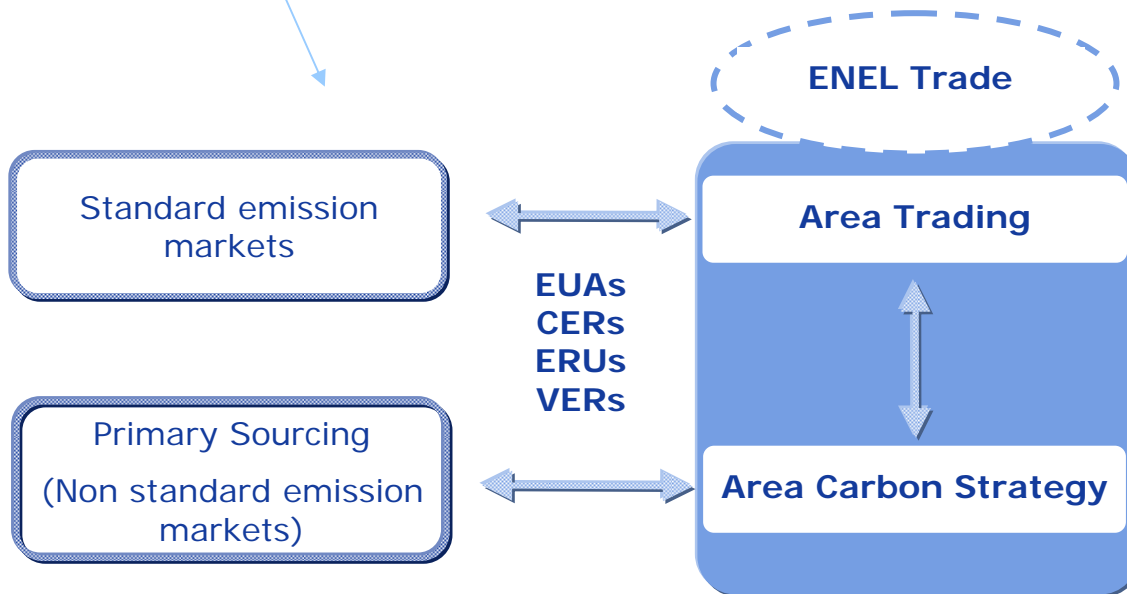 ENEL Trade
Standard emission
markets
Area Trading
EUAs
CERs
ERUs
VERs
Primary Sourcing
(Non standard emission
markets)
Area Carbon Strategy